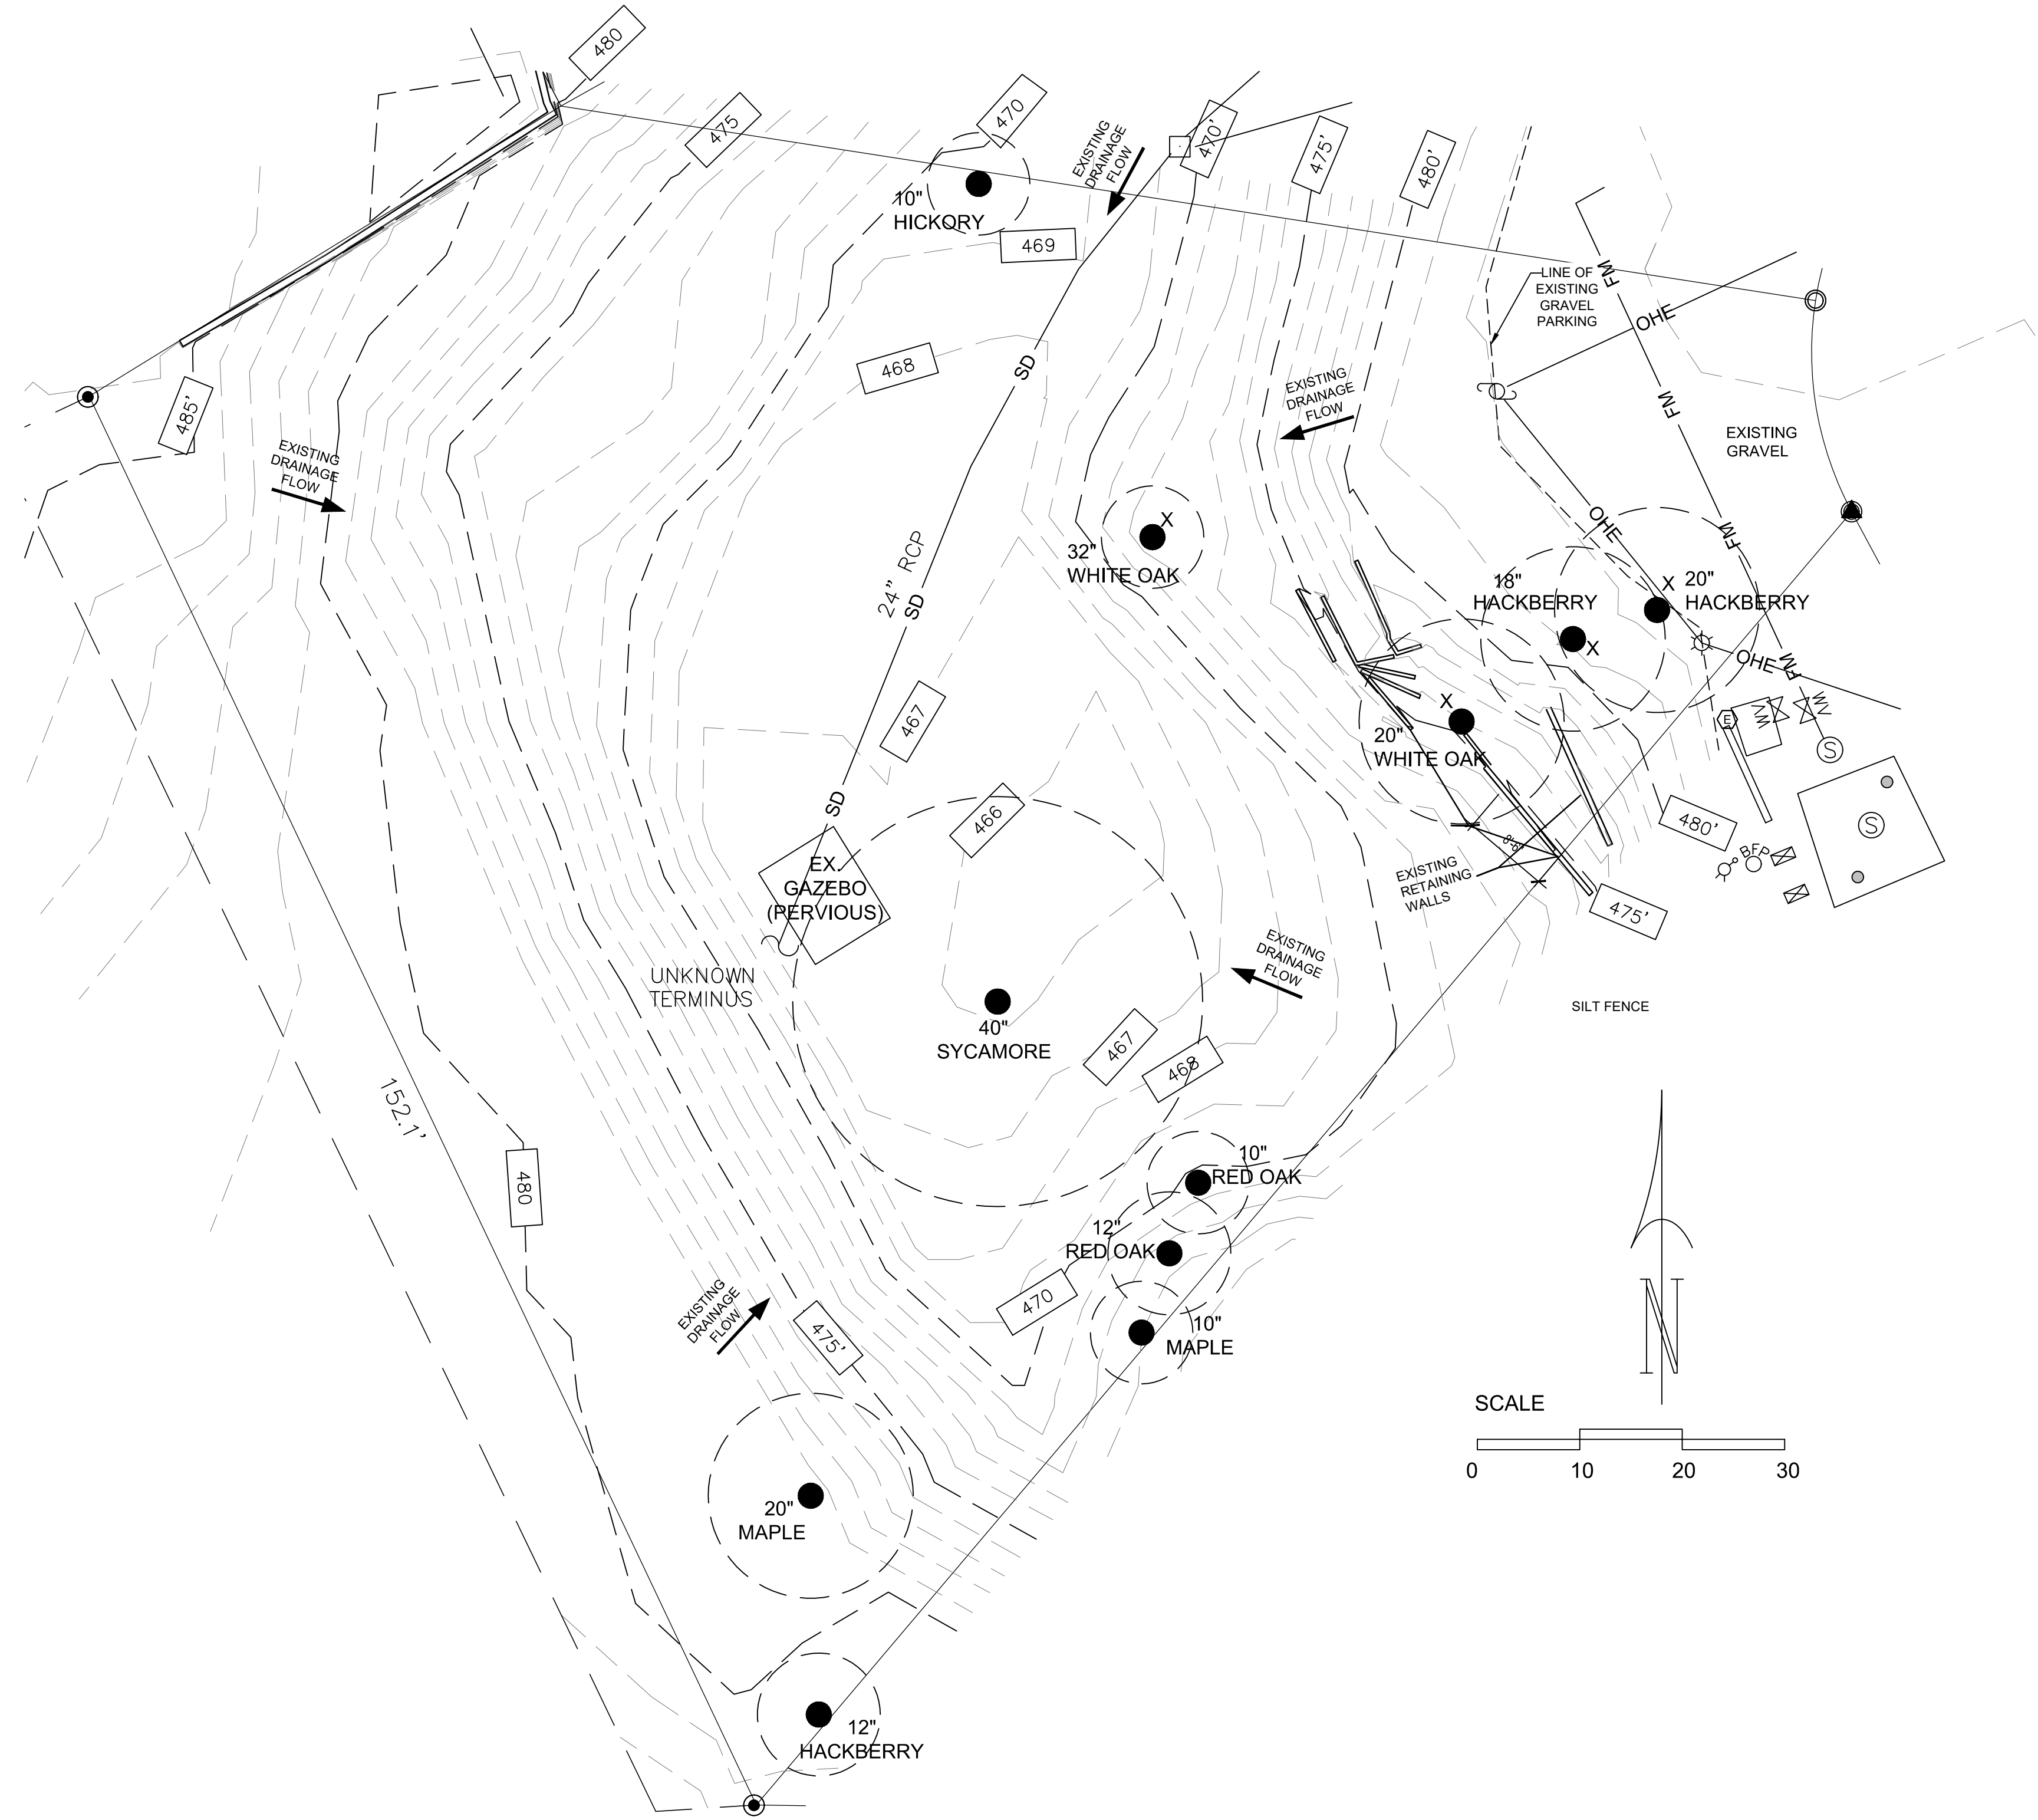 480
475
470
EXISTING
DRAINAGE
FLOW
470'
475'
480'
10"
HICKORY
469
LINE OF
EXISTING
GRAVEL
PARKING
FM
OHE
468
SD
485'
EXISTING
DRAINAGE
FLOW
EXISTING
DRAINAGE
FLOW
FM
EXISTING
GRAVEL
24" RCP
SD
32"
WHITE OAK
X
OHE
FM
18"
HACKBERRY
X
20"
HACKBERRY
X
OHE
FM
467
X
20"
WHITE OAK
E
WV
WV
S
466
SD
480'
S
BFP
EX.
GAZEBO
(PERVIOUS)
EXISTING
RETAINING
WALLS
475'
UNKNOWN
TERMINUS
EXISTING
DRAINAGE
FLOW
SILT FENCE
40"
SYCAMORE
467
468
152.1'
480
10"
RED OAK
12"
RED OAK
470
10"
MAPLE
EXISTING
DRAINAGE
FLOW
475'
N
SCALE
0 10 20 30
20"
MAPLE
12"
HACKBERRY